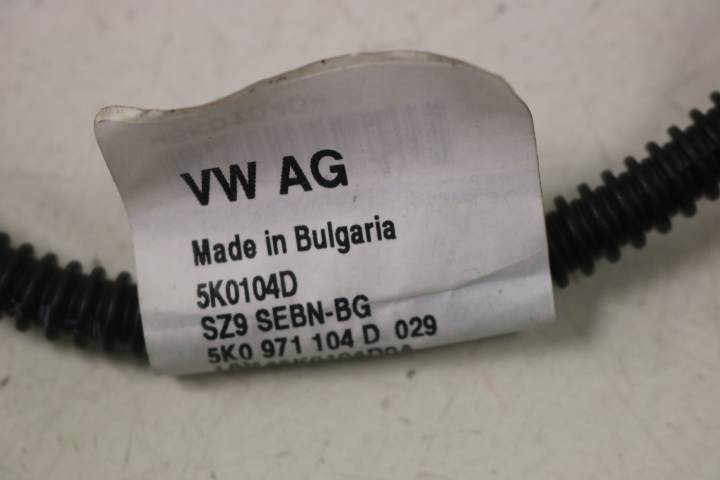 VW AG
Made in Bulgaria
5K0104D
SZ9 SEBN-BG
5K0 971 104 D 029